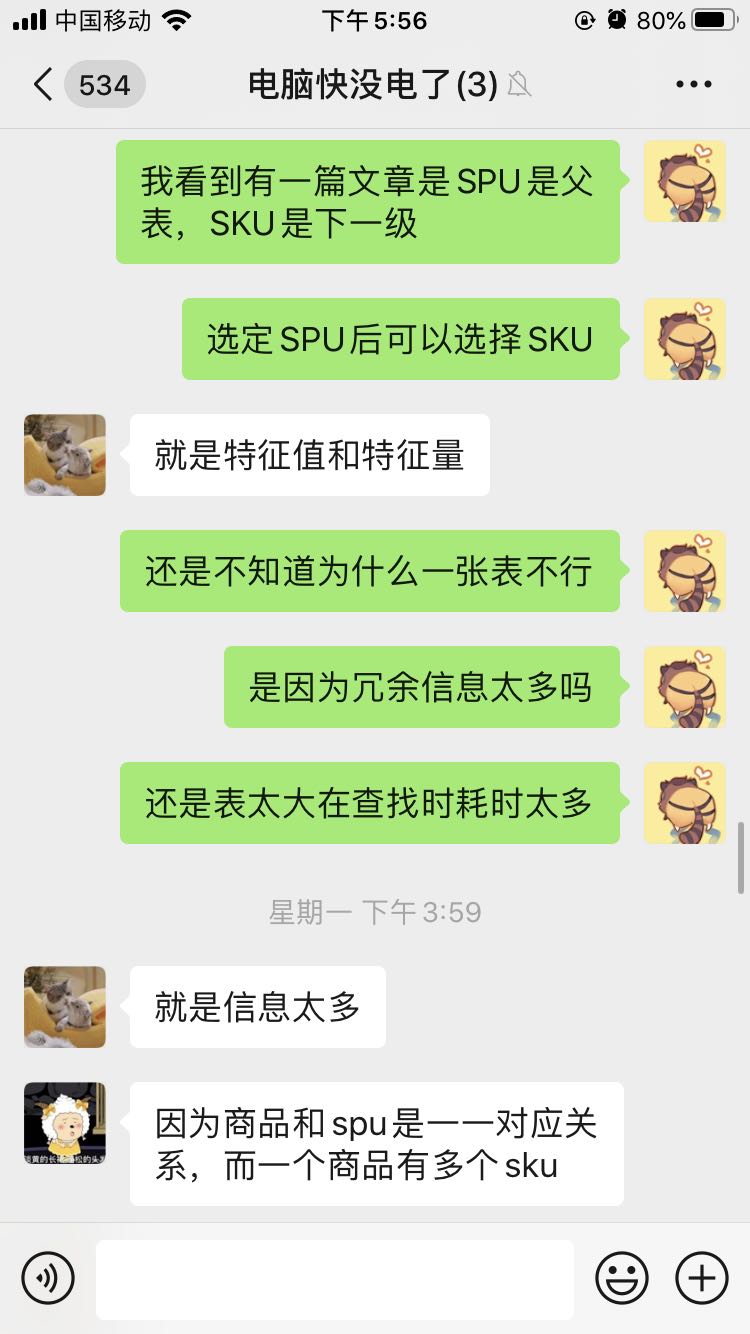 中国移动 下午5:56 80%
534 电脑快没电了(3)
我看到有一篇文章是SPU是父
表，SKU是下一级
选定SPU后可以选择SKU
就是特征值和特征量
还是不知道为什么一张表不行
是因为冗余信息太多吗
还是表太大在查找时耗时太多
星期一 下午3:59
就是信息太多
因为商品和spu是一一对应关
系，而一个商品有多个sku